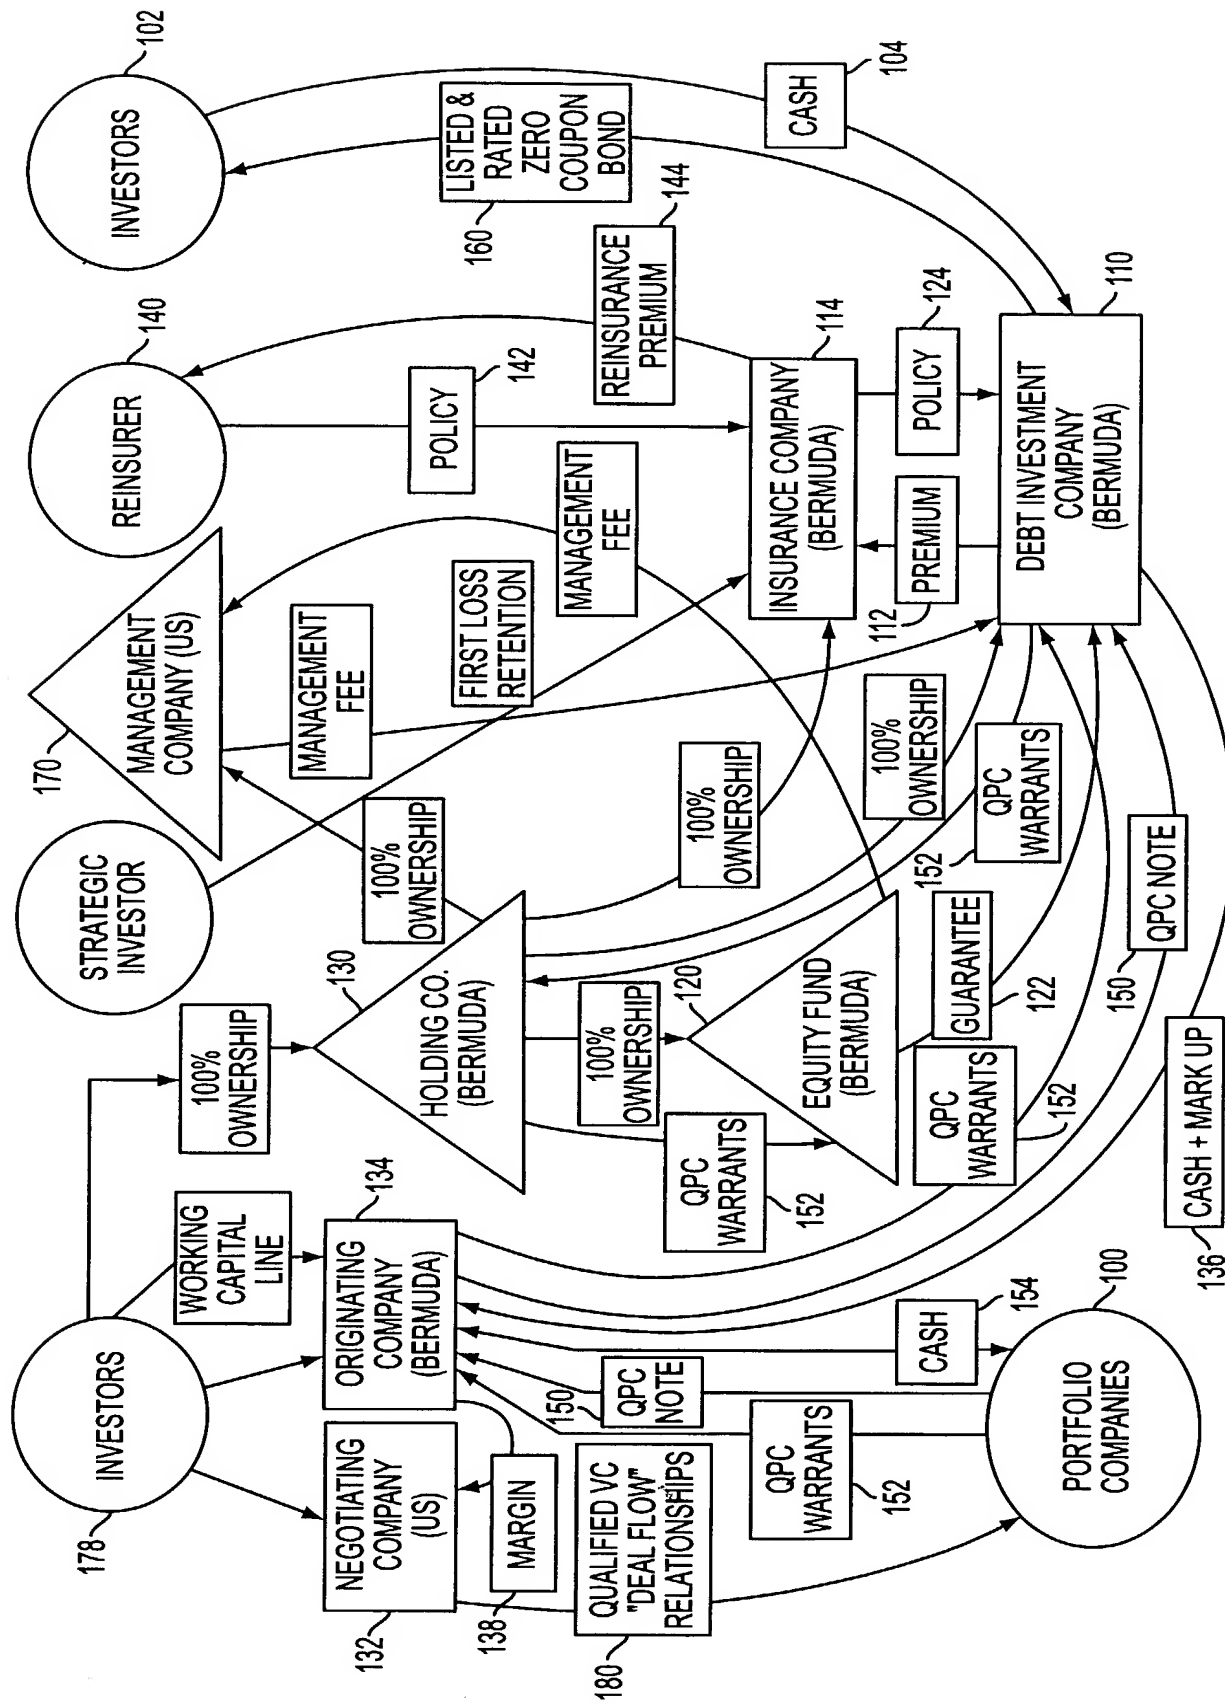 INVESTORS
178
NEGOTIATING
COMPANY
(US)
132
ORIGINATING
COMPANY
(BERMUDA)
134
WORKING
CAPITAL
LINE
100%
OWNERSHIP
MARGIN
138
QUALIFIED VC
"DEAL FLOW"
RELATIONSHIPS
180
QPC
NOTE
150
QPC
WARRANTS
152
CASH
154
PORTFOLIO
COMPANIES
100
STRATEGIC
INVESTOR
HOLDING CO.
(BERMUDA)
130
100%
OWNERSHIP
QPC
WARRANTS
152
100%
OWNERSHIP
EQUITY FUND
(BERMUDA)
120
GUARANTEE
122
QPC
WARRANTS
152
CASH + MARK UP
136
QPC NOTE
150
QPC
WARRANTS
152
100%
OWNERSHIP
100%
OWNERSHIP
MANAGEMENT
COMPANY (US)
170
MANAGEMENT
FEE
FIRST LOSS
RETENTION
MANAGEMENT
FEE
REINSURER
140
POLICY
142
REINSURANCE
PREMIUM
144
INSURANCE COMPANY
(BERMUDA)
114
PREMIUM
112
POLICY
124
DEBT INVESTMENT
COMPANY
(BERMUDA)
110
INVESTORS
102
LISTED &
RATED
ZERO
COUPON
BOND
160
CASH
104